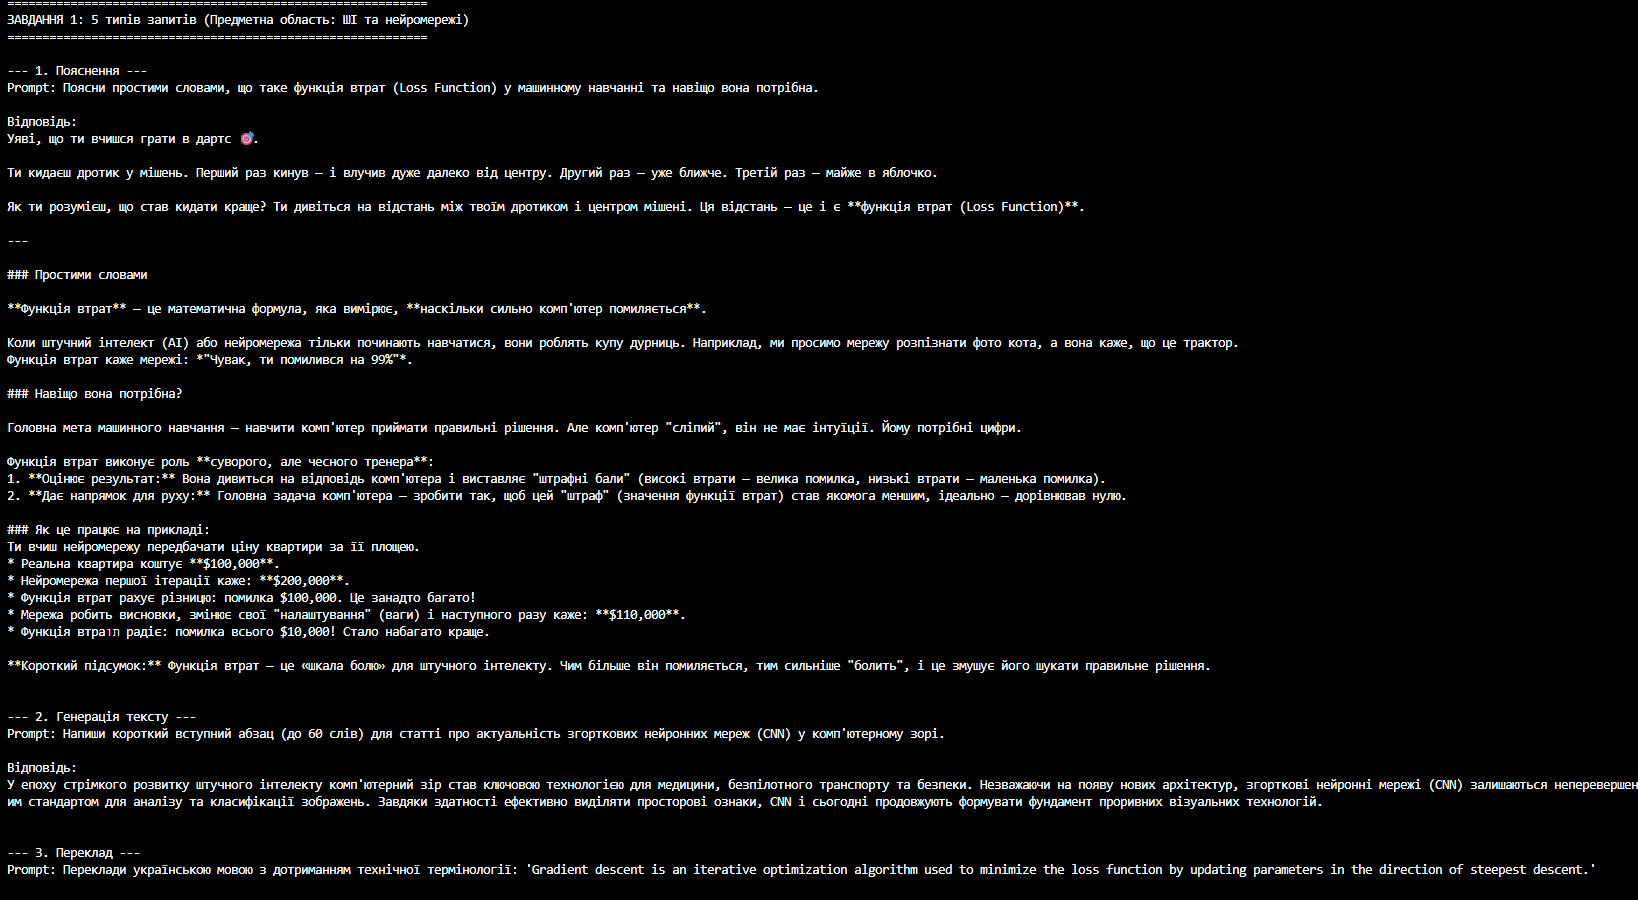 ============================================================
ЗАВДАННЯ 1: 5 типів запитів (Предметна область: ШІ та нейромережі)
============================================================
--- 1. Пояснення ---
Prompt: Поясни простими словами, що таке функція втрат (Loss Function) у машинному навчанні та навіщо вона потрібна.
Відповідь:
Уяві, що ти вчишся грати в дартс 🎯.
Ти кидаєш дротик у мішень. Перший раз кинув — і влучив дуже далеко від центру. Другий раз — уже ближче. Третій раз — майже в яблочко.
Як ти розумієш, що став кидати краще? Ти дивіться на відстань між твоїм дротиком і центром мішені. Ця відстань — це і є **функція втрат (Loss Function)**.
---
### Простими словами
**Функція втрат** — це математична формула, яка вимірює, **наскільки сильно комп'ютер помиляється**.
Коли штучний інтелект (AI) або нейромережа тільки починають навчатися, вони роблять купу дурниць. Наприклад, ми просимо мережу розпізнати фото кота, а вона каже, що це трактор.
Функція втрат каже мережі: *"Чувак, ти помилився на 99%"*.
### Навіщо вона потрібна?
Головна мета машинного навчання — навчити комп'ютер приймати правильні рішення. Але комп'ютер "сліпий", він не має інтуїції. Йому потрібні цифри.
Функція втрат виконує роль **суворого, але чесного тренера**:
1. **Оцінює результат:** Вона дивиться на відповідь комп'ютера і виставляє "штрафні бали" (високі втрати — велика помилка, низькі втрати — маленька помилка).
2. **Дає напрямок для руху:** Головна задача комп'ютера — зробити так, щоб цей "штраф" (значення функції втрат) став якомога меншим, ідеально — дорівнював нулю.
### Як це працює на прикладі:
Ти вчиш нейромережу передбачати ціну квартири за її площею.
* Реальна квартира коштує **$100,000**.
* Нейромережа першої ітерації каже: **$200,000**.
* Функція втрат рахує різницю: помилка $100,000. Це занадто багато!
* Мережа робить висновки, змінює свої "налаштування" (ваги) і наступного разу каже: **$110,000**.
* Функція радіє: помилка всього $10,000! Стало набагато краще.
**Короткий підсумок:** Функція втрат — це «шкала болю» для штучного інтелекту. Чим більше він помиляється, тим сильніше "болить", і це змушує його шукати правильне рішення.
--- 2. Генерація тексту ---
Prompt: Напиши короткий вступний абзац (до 60 слів) для статті про актуальність згорткових нейронних мереж (CNN) у комп'ютерному зорі.
Відповідь:
У епоху стрімкого розвитку штучного інтелекту комп'ютерний зір став ключовою технологією для медицини, безпілотного транспорту та безпеки. Незважаючи на появу нових архітектур, згорткові нейронні мережі (CNN) залишаються неперевершен
им стандартом для аналізу та класифікації зображень. Завдяки здатності ефективно виділяти просторові ознаки, CNN і сьогодні продовжують формувати фундамент проривних візуальних технологій.
--- 3. Переклад ---
Prompt: Переклади українською мовою з дотриманням технічної термінології: 'Gradient descent is an iterative optimization algorithm used to minimize the loss function by updating parameters in the direction of steepest descent.'